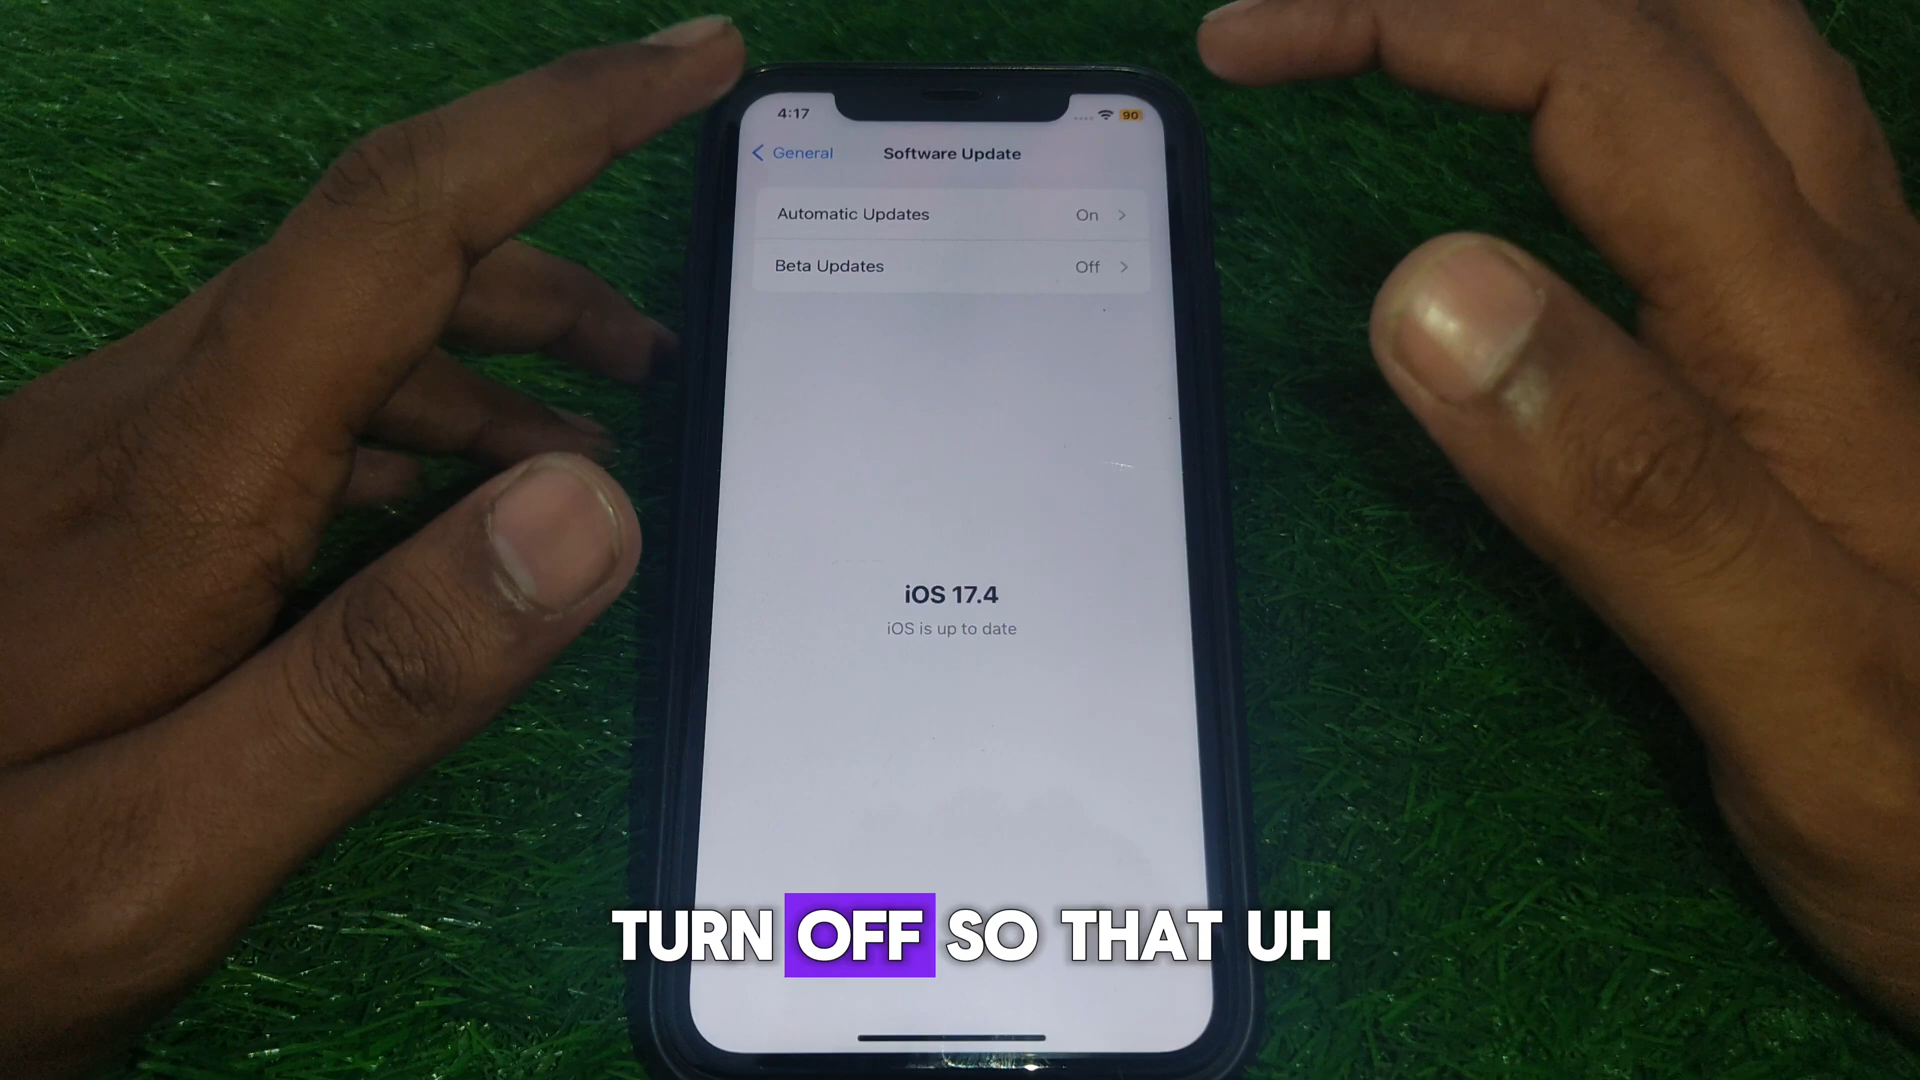 4:17 90
General Software Update
Automatic Updates On
Beta Updates Off
iOS 17.4
iOS is up to date
TURN OFF SO THAT UH